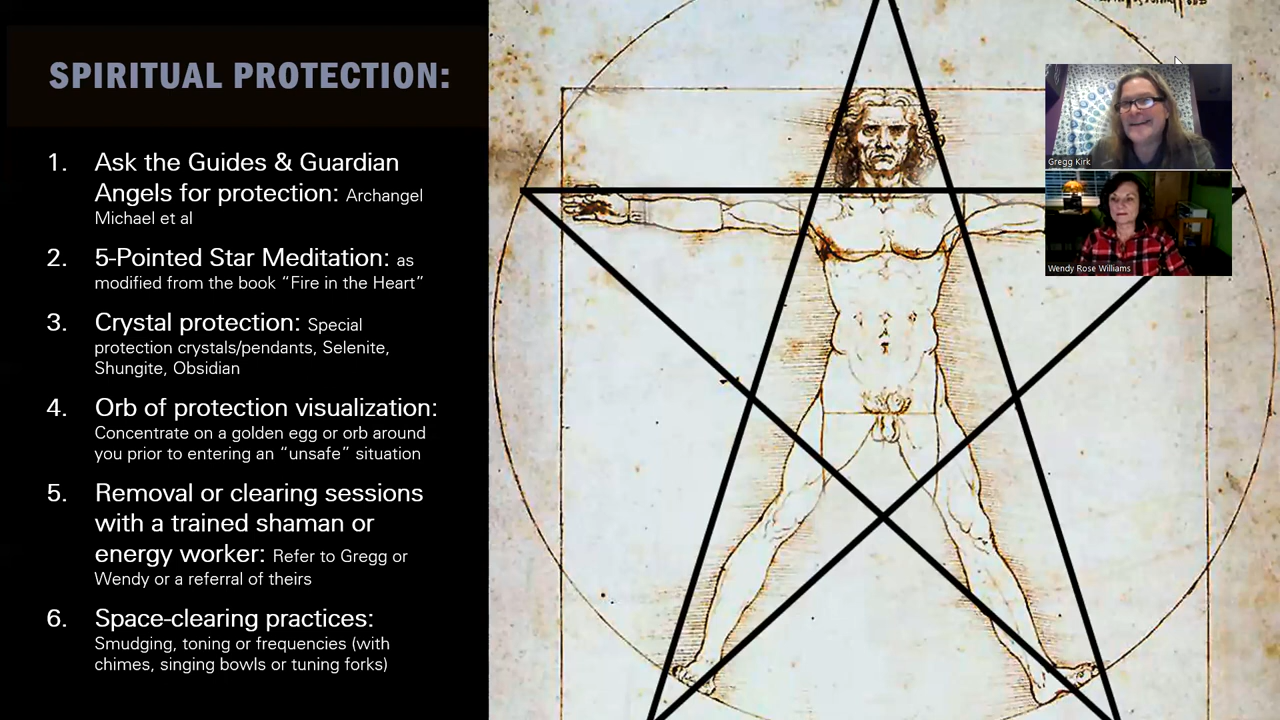 SPIRITUAL PROTECTION:
1. Ask the Guides & Guardian
Angels for protection: Archangel
Michael et al
2. 5-Pointed Star Meditation: as
modified from the book “Fire in the Heart”
3. Crystal protection: Special
protection crystals/pendants, Selenite,
Shungite, Obsidian
4. Orb of protection visualization:
Concentrate on a golden egg or orb around
you prior to entering an “unsafe” situation
5. Removal or clearing sessions
with a trained shaman or
energy worker: Refer to Gregg or
Wendy or a referral of theirs
6. Space-clearing practices:
Smudging, toning or frequencies (with
chimes, singing bowls or tuning forks)
Gregg Kirk
Wendy Rose Williams